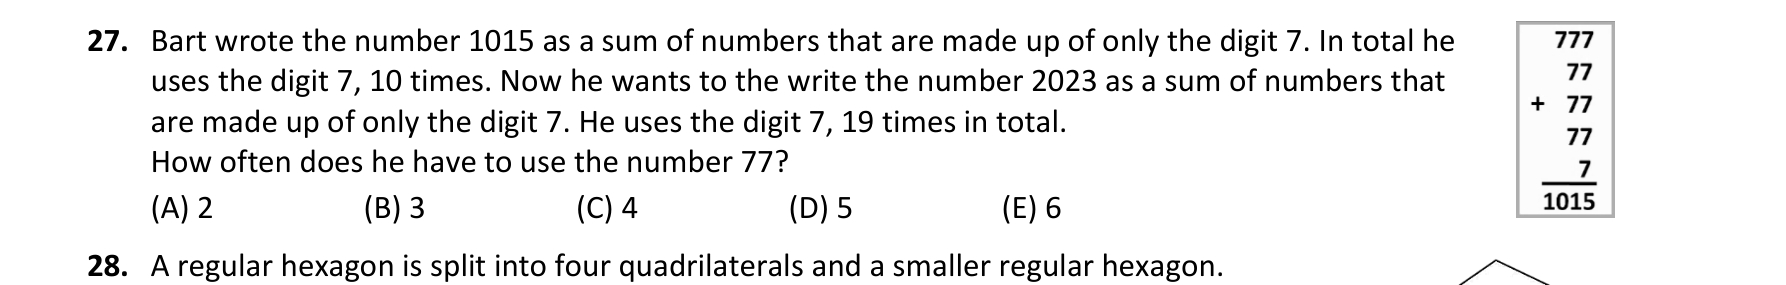 27. Bart wrote the number 1015 as a sum of numbers that are made up of only the digit 7. In total he
uses the digit 7, 10 times. Now he wants to the write the number 2023 as a sum of numbers that
are made up of only the digit 7. He uses the digit 7, 19 times in total.
How often does he have to use the number 77?
(A) 2 (B) 3 (C) 4 (D) 5 (E) 6
777
77
+ 77
77
7
1015
28. A regular hexagon is split into four quadrilaterals and a smaller regular hexagon.